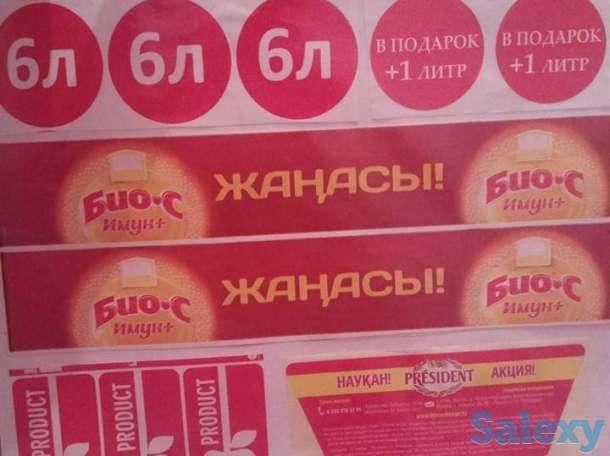 6л 6л 6л В ПОДАРОК В ПОДАРОК
+1 ЛИТР +1 ЛИТР
БИО-С ЖАҢАСЫ! БИО-С
Имун+ Имун+
БИО-С ЖАҢАСЫ! БИО-С
Имун+ Имун+
PRODUCT PRODUCT PRODUCT
НАУҚАН! PRÉSIDENT АКЦИЯ!
Salexy